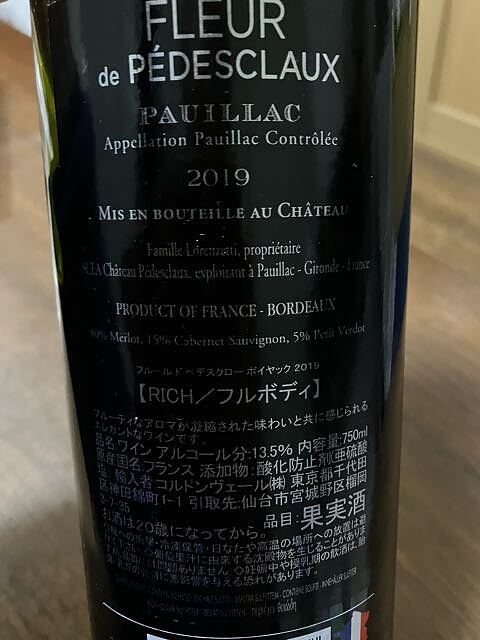 FLEUR
de PÉDESCLAUX
PAUILLAC
Appellation Pauillac Contrôlée
2019
MIS EN BOUTEILLE AU CHÂTEAU
Famille Lorenzetti, propriétaire
SCEA Château Pédesclaux, exploitant à Pauillac - Gironde - France
PRODUCT OF FRANCE - BORDEAUX
80% Merlot, 15% Cabernet Sauvignon, 5% Petit Verdot
フルール ド ペデスクロー ポイヤック 2019
【RICH／フルボディ】
フルーティなアロマが凝縮された味わいと共に感じられる
エレガントなワインです。
品名:ワイン アルコール分:13.5% 内容量:750ml
原産国名:フランス 添加物:酸化防止剤(亜硫酸
塩) 輸入者:コルドンヴェール(株) 東京都千代田
区神田錦町1-1 引取先:仙台市宮城野区榴岡
2-2-25
お酒は20歳になってから。 品目:果実酒